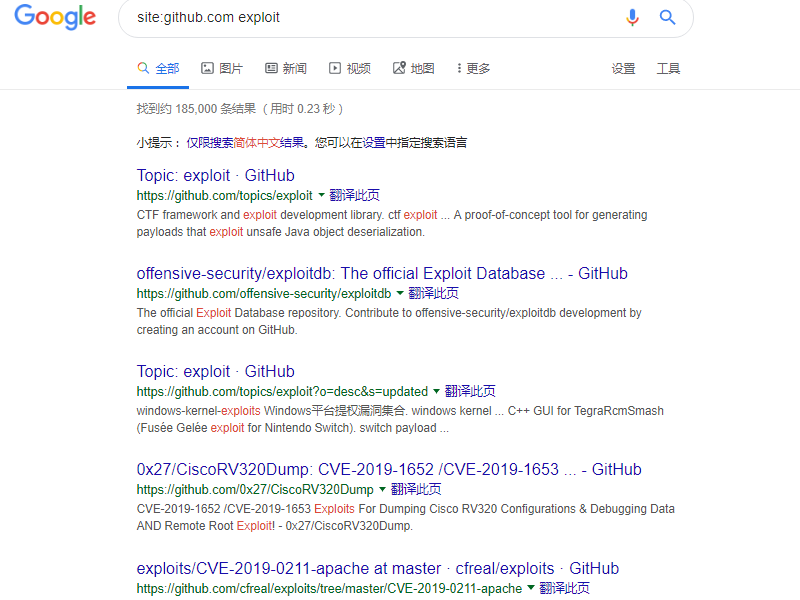 Google
site:github.com exploit
全部 图片 新闻 视频 地图 更多 设置 工具
找到约 185,000 条结果 （用时 0.23 秒）
小提示： 仅限搜索简体中文结果。您可以在设置中指定搜索语言
Topic: exploit · GitHub
https://github.com/topics/exploit 翻译此页
CTF framework and exploit development library. ctf exploit ... A proof-of-concept tool for generating
payloads that exploit unsafe Java object deserialization.
offensive-security/exploitdb: The official Exploit Database ... - GitHub
https://github.com/offensive-security/exploitdb 翻译此页
The official Exploit Database repository. Contribute to offensive-security/exploitdb development by
creating an account on GitHub.
Topic: exploit · GitHub
https://github.com/topics/exploit?o=desc&s=updated 翻译此页
windows-kernel-exploits Windows平台提权漏洞集合. windows kernel ... C++ GUI for TegraRcmSmash
(Fusée Gelée exploit for Nintendo Switch). switch payload ...
0x27/CiscoRV320Dump: CVE-2019-1652 /CVE-2019-1653 ... - GitHub
https://github.com/0x27/CiscoRV320Dump 翻译此页
CVE-2019-1652 /CVE-2019-1653 Exploits For Dumping Cisco RV320 Configurations & Debugging Data
AND Remote Root Exploit! - 0x27/CiscoRV320Dump.
exploits/CVE-2019-0211-apache at master · cfreal/exploits · GitHub
https://github.com/cfreal/exploits/tree/master/CVE-2019-0211-apache 翻译此页